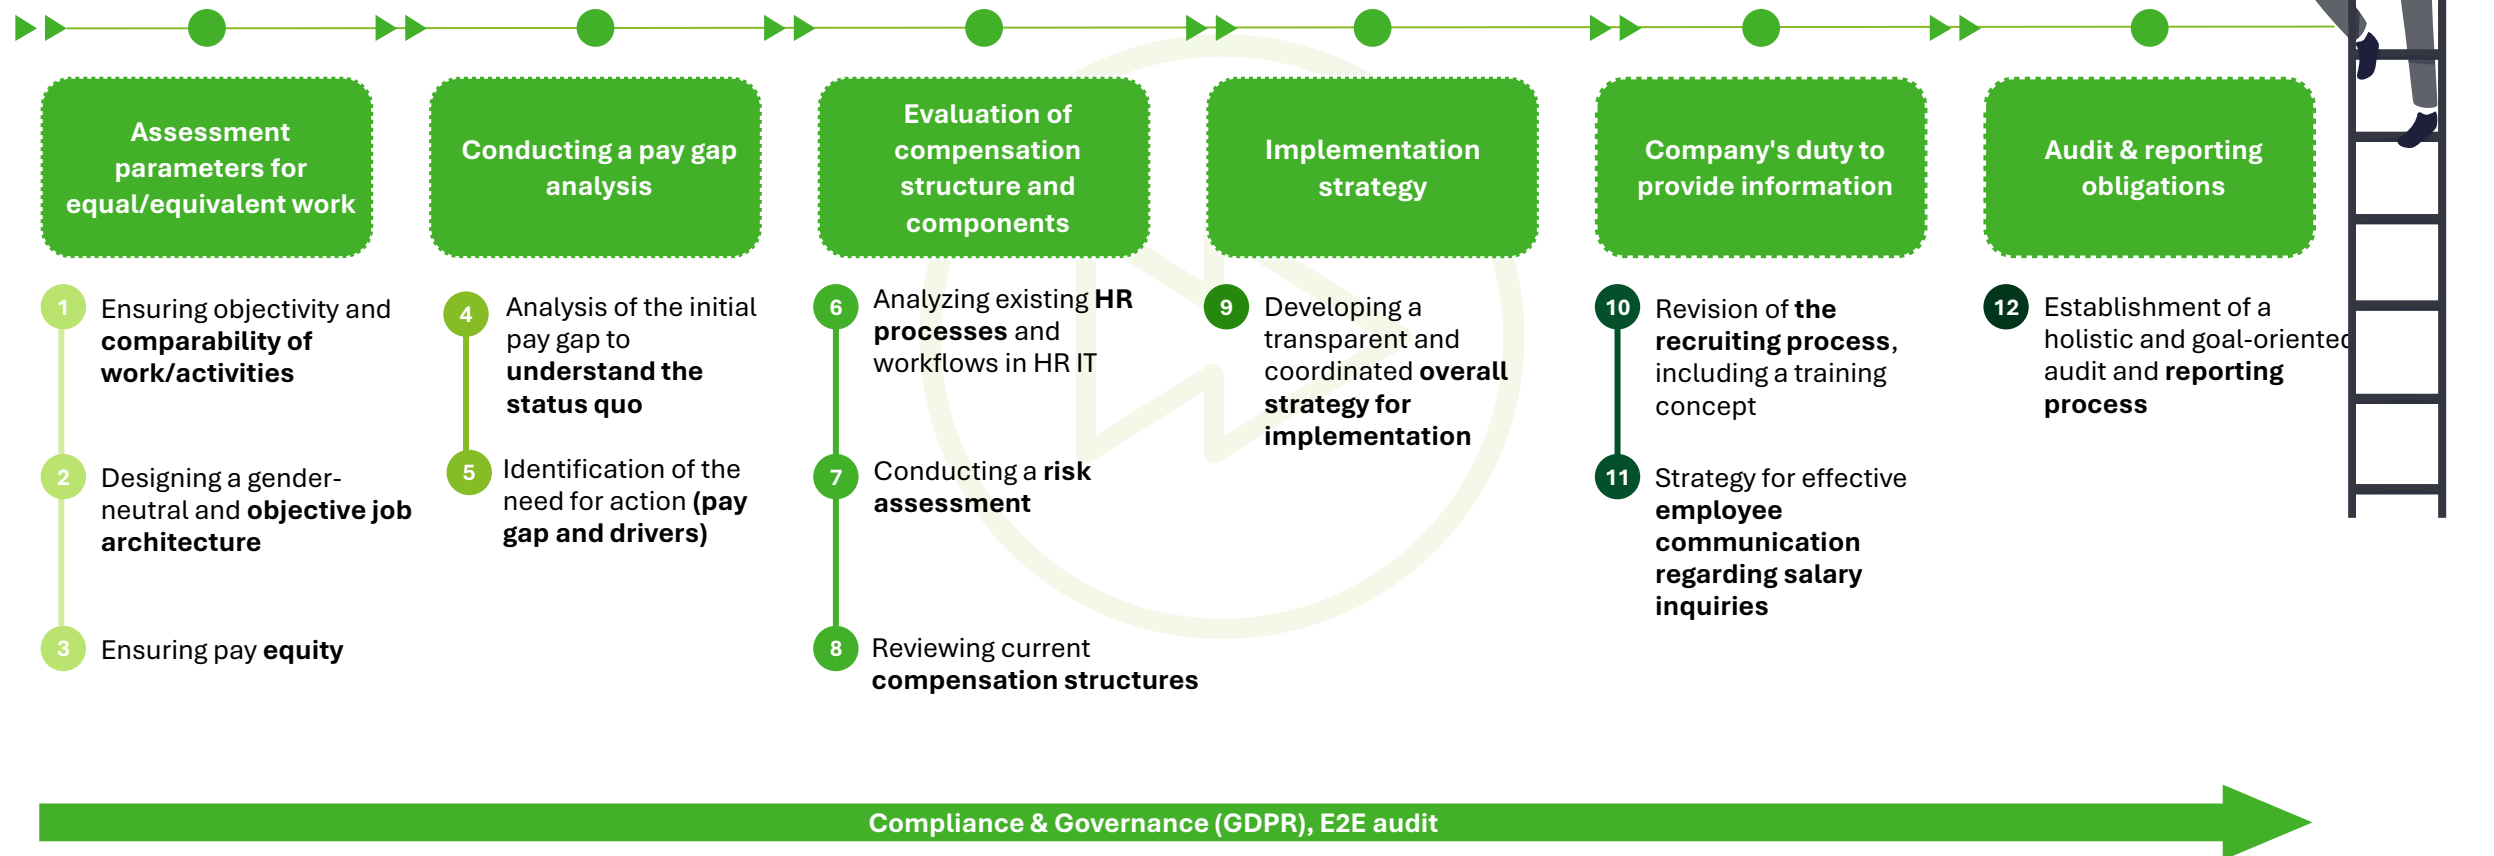 Assessment
parameters for
equal/equivalent work
Conducting a pay gap
analysis
Evaluation of
compensation
structure and
components
Implementation
strategy
Company's duty to
provide information
Audit & reporting
obligations
1
Ensuring objectivity and
comparability of
work/activities
2
Designing a gender-
neutral and objective job
architecture
3
Ensuring pay equity
4
Analysis of the initial
pay gap to
understand the
status quo
5
Identification of the
need for action (pay
gap and drivers)
6
Analyzing existing HR
processes and
workflows in HR IT
7
Conducting a risk
assessment
8
Reviewing current
compensation structures
9
Developing a
transparent and
coordinated overall
strategy for
implementation
10
Revision of the
recruiting process,
including a training
concept
11
Strategy for effective
employee
communication
regarding salary
inquiries
12
Establishment of a
holistic and goal-oriented
audit and reporting
process
Compliance & Governance (GDPR), E2E audit